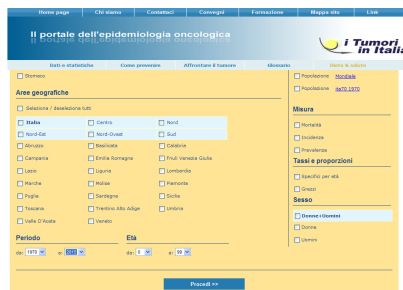 Home page Chi siamo Contattaci Convegni Formazione Mappa sito Link
Il portale dell'epidemiologia oncologica
i Tumori in Italia
Dati e statistiche Come prevenire Affrontare il tumore Glossario
Stomaco
Popolazione Mondiale
Popolazione ita70 1970
Aree geografiche
Seleziona / deseleziona tutti
Italia Centro Nord
Nord-Est Nord-Ovest Sud
Abruzzo Basilicata Calabria
Campania Emilia Romagna Friuli Venezia Giulia
Lazio Liguria Lombardia
Marche Molise Piemonte
Puglia Sardegna Sicilia
Toscana Trentino Alto Adige Umbria
Valle D'Aosta Veneto
Misura
Mortalità
Incidenza
Prevalenza
Tassi e proporzioni
Specifici per età
Grezzi
Sesso
Donne+Uomini
Donne
Uomini
Periodo Età
da: 1970 a: 2015 da: 0 a: 99
Procedi >>